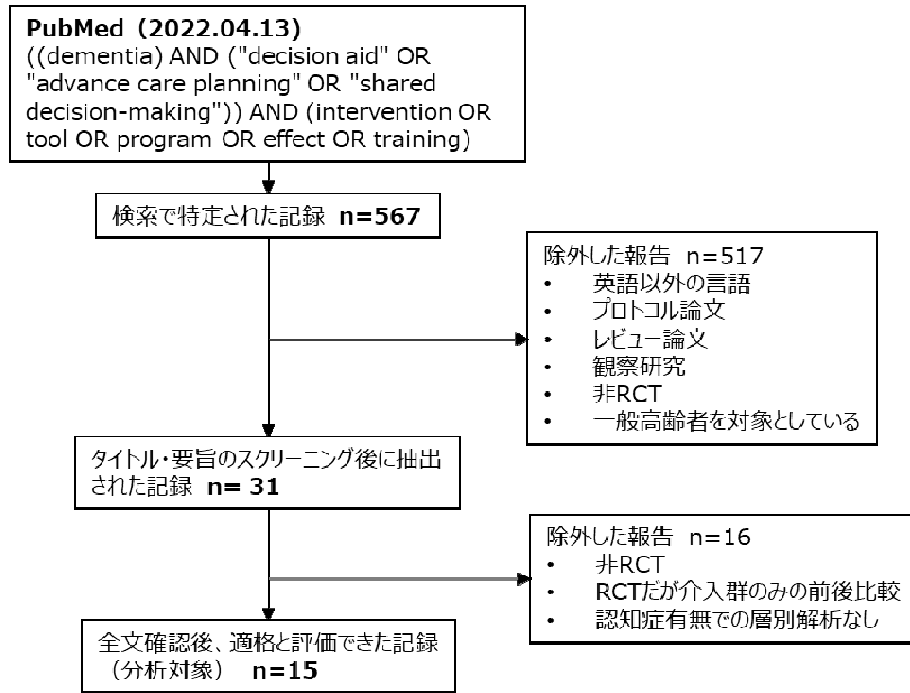 PubMed（2022.04.13）
((dementia) AND ("decision aid" OR
"advance care planning" OR "shared
decision-making")) AND (intervention OR
tool OR program OR effect OR training)
検索で特定された記録 n=567
除外した報告 n=517
• 英語以外の言語
• プロトコル論文
• レビュー論文
• 観察研究
• 非RCT
• 一般高齢者を対象としている
タイトル・要旨のスクリーニング後に抽出
された記録 n= 31
除外した報告 n=16
• 非RCT
• RCTだが介入群のみの前後比較
• 認知症有無での層別解析なし
全文確認後、適格と評価できた記録
（分析対象） n=15